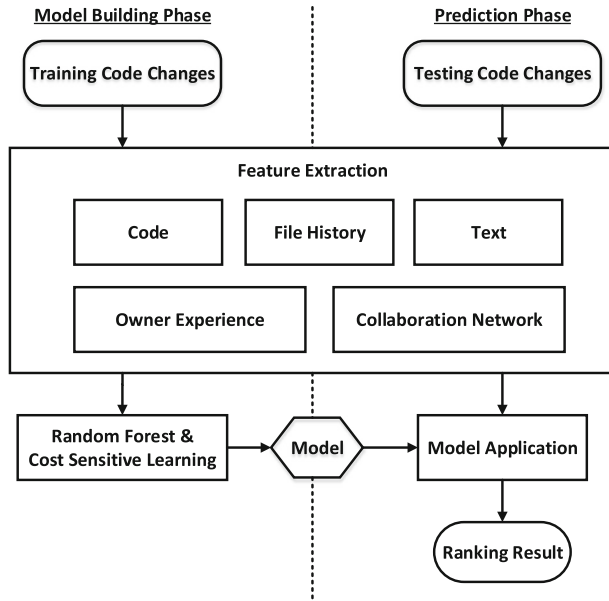 Model Building Phase
Prediction Phase
Training Code Changes
Testing Code Changes
Feature Extraction
Code
File History
Text
Owner Experience
Collaboration Network
Random Forest &
Cost Sensitive Learning
Model
Model Application
Ranking Result